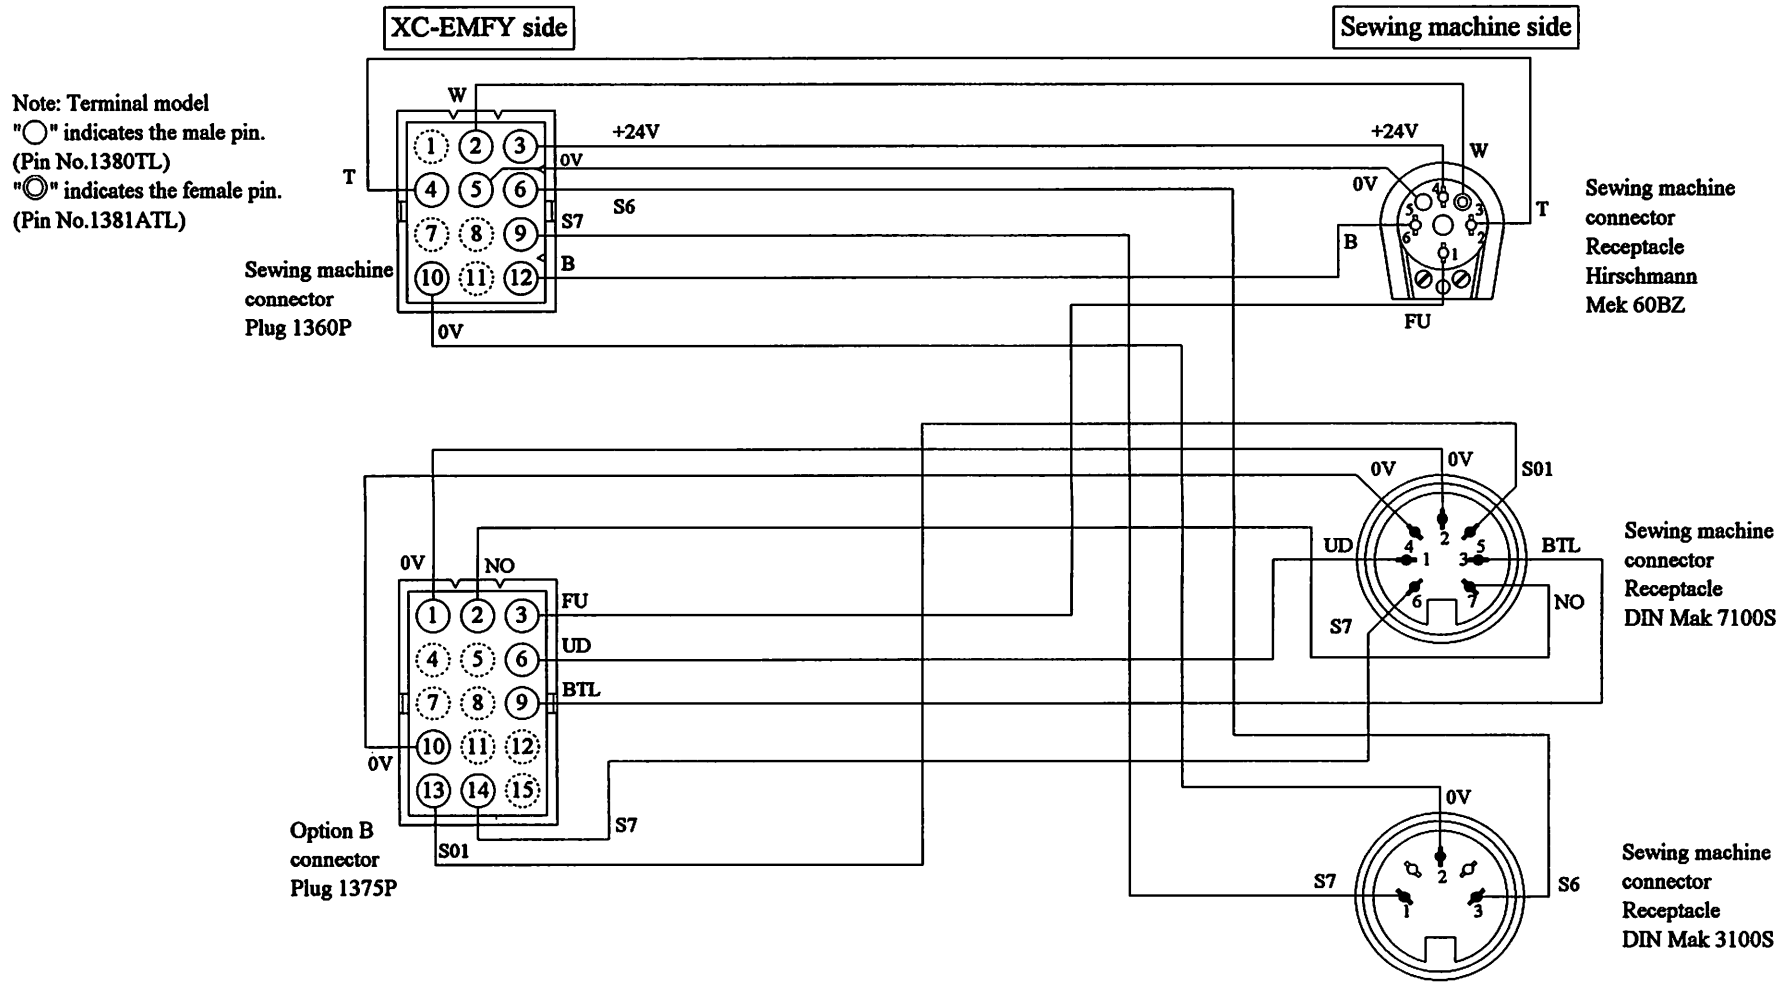 XC-EMFY side
Sewing machine side
Note: Terminal model
"◯" indicates the male pin.
(Pin No.1380TL)
"◎" indicates the female pin.
(Pin No.1381ATL)
W
+24V
+24V
W
0V
0V
T
T
S6
S7
B
B
1 2 3
4 5 6
7 8 9
10 11 12
0V
4
5
3
6
2
1
FU
Sewing machine
connector
Plug 1360P
Sewing machine
connector
Receptacle
Hirschmann
Mek 60BZ
0V
0V
S01
UD
BTL
NO
S7
2
4
5
1
3
6
7
Sewing machine
connector
Receptacle
DIN Mak 7100S
0V
NO
FU
UD
BTL
0V
1 2 3
4 5 6
7 8 9
10 11 12
13 14 15
S7
S01
Option B
connector
Plug 1375P
0V
S7
S6
2
1
3
Sewing machine
connector
Receptacle
DIN Mak 3100S